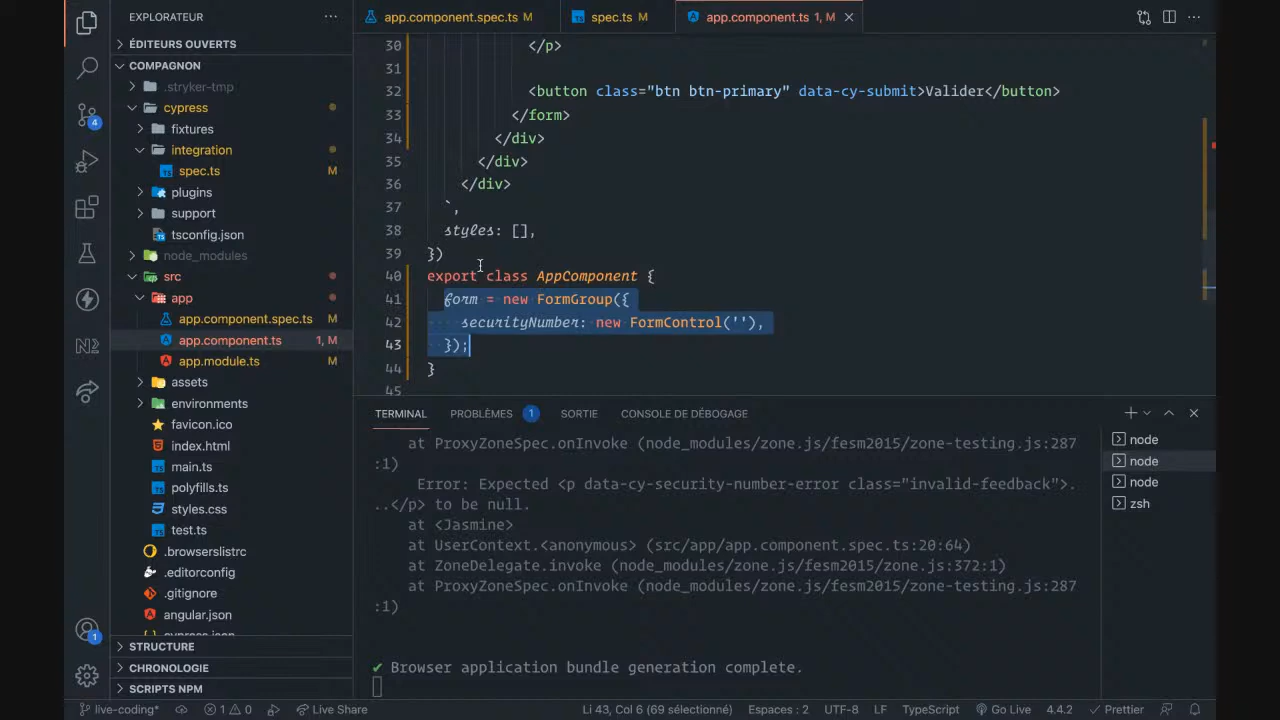 EXPLORATEUR
ÉDITEURS OUVERTS
COMPAGNON
.stryker-tmp
cypress
fixtures
integration
spec.ts M
plugins
support
tsconfig.json
node_modules
src
app
app.component.spec.ts M
app.component.ts 1, M
app.module.ts M
assets
environments
favicon.ico
index.html
main.ts
polyfills.ts
styles.css
test.ts
.browserslistrc
.editorconfig
.gitignore
angular.json
STRUCTURE
CHRONOLOGIE
SCRIPTS NPM
4
1
app.component.spec.ts M
spec.ts M
app.component.ts 1, M
30 </p>
31
32 <button class="btn btn-primary" data-cy-submit>Valider</button>
33 </form>
34 </div>
35 </div>
36 </div>
37 `,
38 styles: [],
39 })
40 export class AppComponent {
41 form = new FormGroup({
42 securityNumber: new FormControl(''),
43 });
44 }
45
TERMINAL PROBLÈMES 1 SORTIE CONSOLE DE DÉBOGAGE
at ProxyZoneSpec.onInvoke (node_modules/zone.js/fesm2015/zone-testing.js:287
:1)
Error: Expected <p data-cy-security-number-error class="invalid-feedback">.
..</p> to be null.
at <Jasmine>
at UserContext.<anonymous> (src/app/app.component.spec.ts:20:64)
at ZoneDelegate.invoke (node_modules/zone.js/fesm2015/zone.js:372:1)
at ProxyZoneSpec.onInvoke (node_modules/zone.js/fesm2015/zone-testing.js:287
:1)
✔ Browser application bundle generation complete.
node
node
node
zsh
live-coding* 1 0 Live Share Li 43, Col 6 (69 sélectionné) Espaces : 2 UTF-8 LF TypeScript Go Live 4.4.2 Prettier